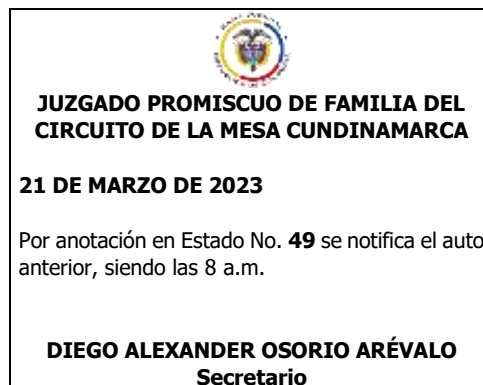 JUZGADO PROMISCUO DE FAMILIA DEL
CIRCUITO DE LA MESA CUNDINAMARCA
21 DE MARZO DE 2023
Por anotación en Estado No. 49 se notifica el auto
anterior, siendo las 8 a.m.
DIEGO ALEXANDER OSORIO ARÉVALO
Secretario